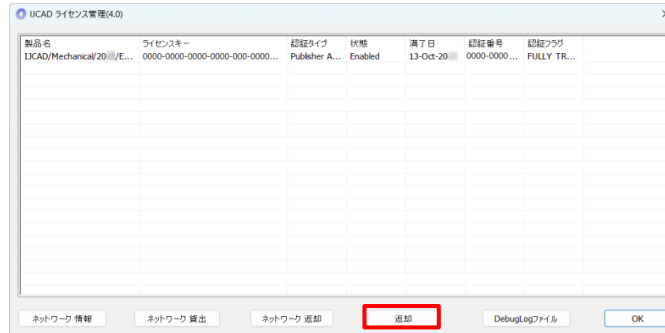 IJCAD ライセンス管理(4.0)
製品名 ライセンスキー 認証タイプ 状態 満了日 認証番号 認証フラグ
IJCAD/Mechanical/20 /E... 0000-0000-0000-0000-000-0000... Publisher A... Enabled 13-Oct-20 0000-0000 ... FULLY TR...
ネットワーク 情報 ネットワーク 貸出 ネットワーク 返却 返却 DebugLogファイル OK